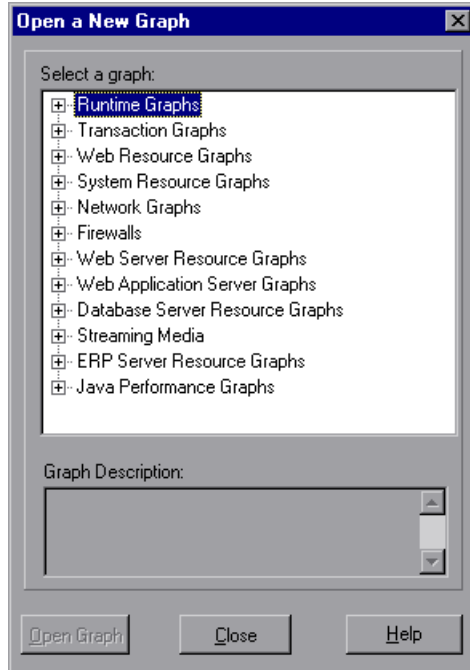 Open a New Graph
Select a graph:
Runtime Graphs
Transaction Graphs
Web Resource Graphs
System Resource Graphs
Network Graphs
Firewalls
Web Server Resource Graphs
Web Application Server Graphs
Database Server Resource Graphs
Streaming Media
ERP Server Resource Graphs
Java Performance Graphs
Graph Description:
Open Graph Close Help